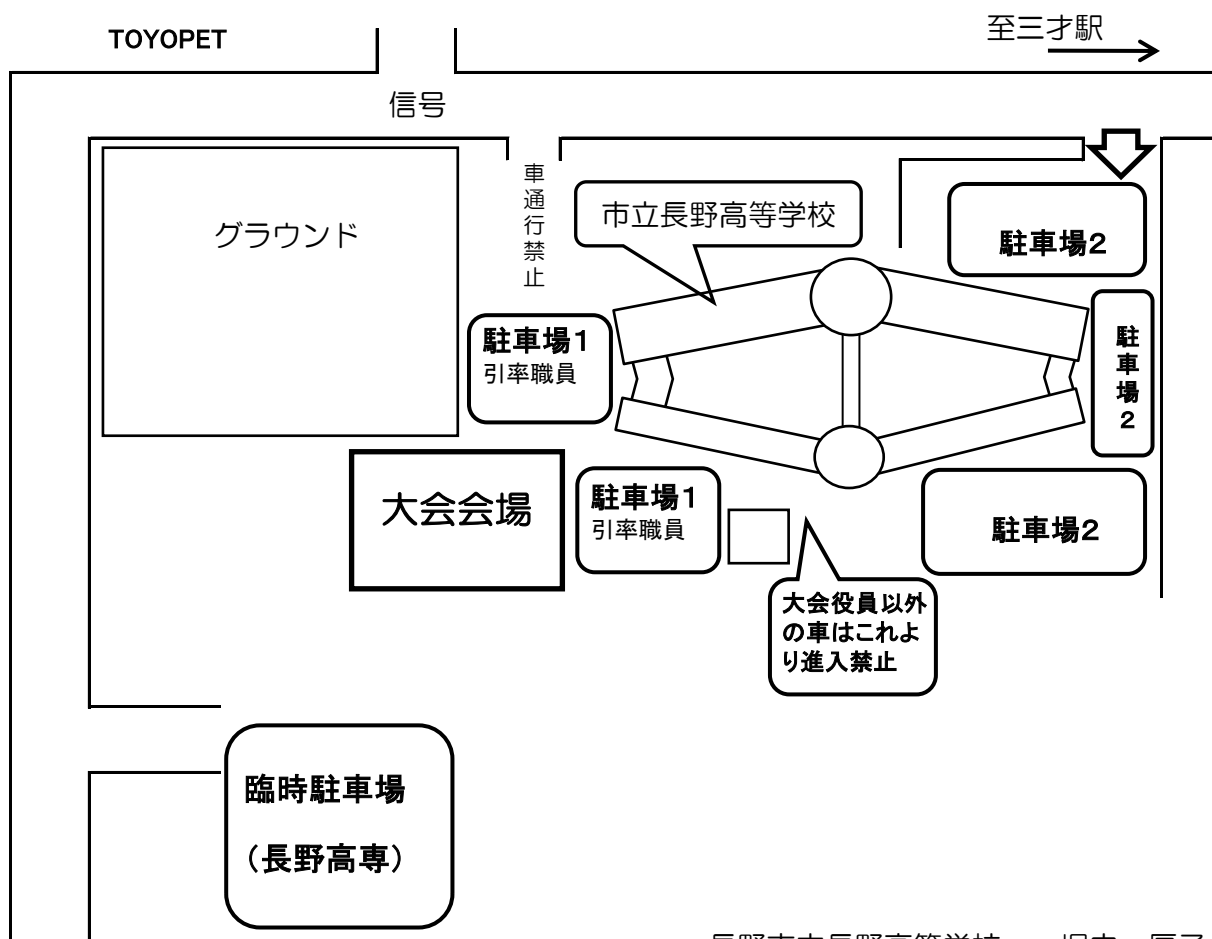 TOYOPET
至三才駅
信号
車通行禁止
市立長野高等学校
グラウンド
駐車場2
駐車場1
引率職員
駐車場2
大会会場
駐車場1
引率職員
駐車場2
大会役員以外
の車はこれよ
り進入禁止
臨時駐車場
(長野高専)